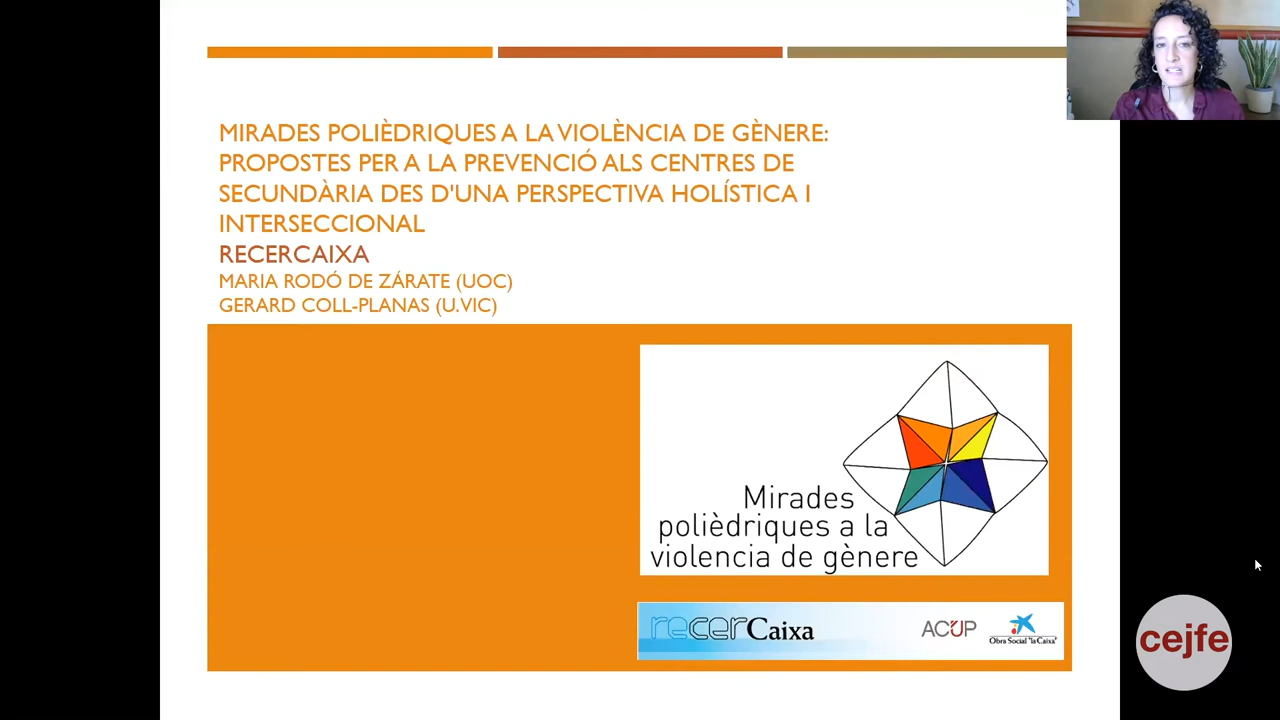 MIRADES POLIÈDRIQUES A LA VIOLÈNCIA DE GÈNERE:
PROPOSTES PER A LA PREVENCIÓ ALS CENTRES DE
SECUNDÀRIA DES D'UNA PERSPECTIVA HOLÍSTICA I
INTERSECCIONAL
RECERCAIXA
MARIA RODÓ DE ZÁRATE (UOC)
GERARD COLL-PLANAS (U.VIC)
Mirades
polièdriques a la
violencia de gènere
recerCaixa
ACUP
Obra Social "la Caixa"
cejfe